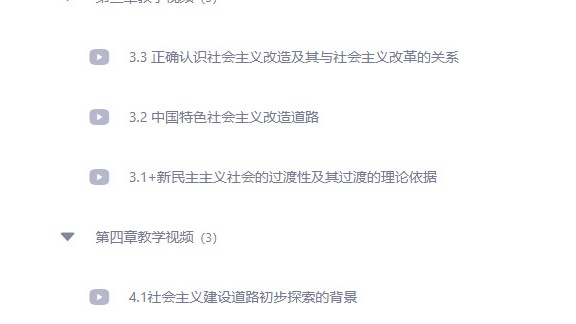 3.3 正确认识社会主义改造及其与社会主义改革的关系
3.2 中国特色社会主义改造道路
3.1+新民主主义社会的过渡性及其过渡的理论依据
第四章教学视频 (3)
4.1社会主义建设道路初步探索的背景